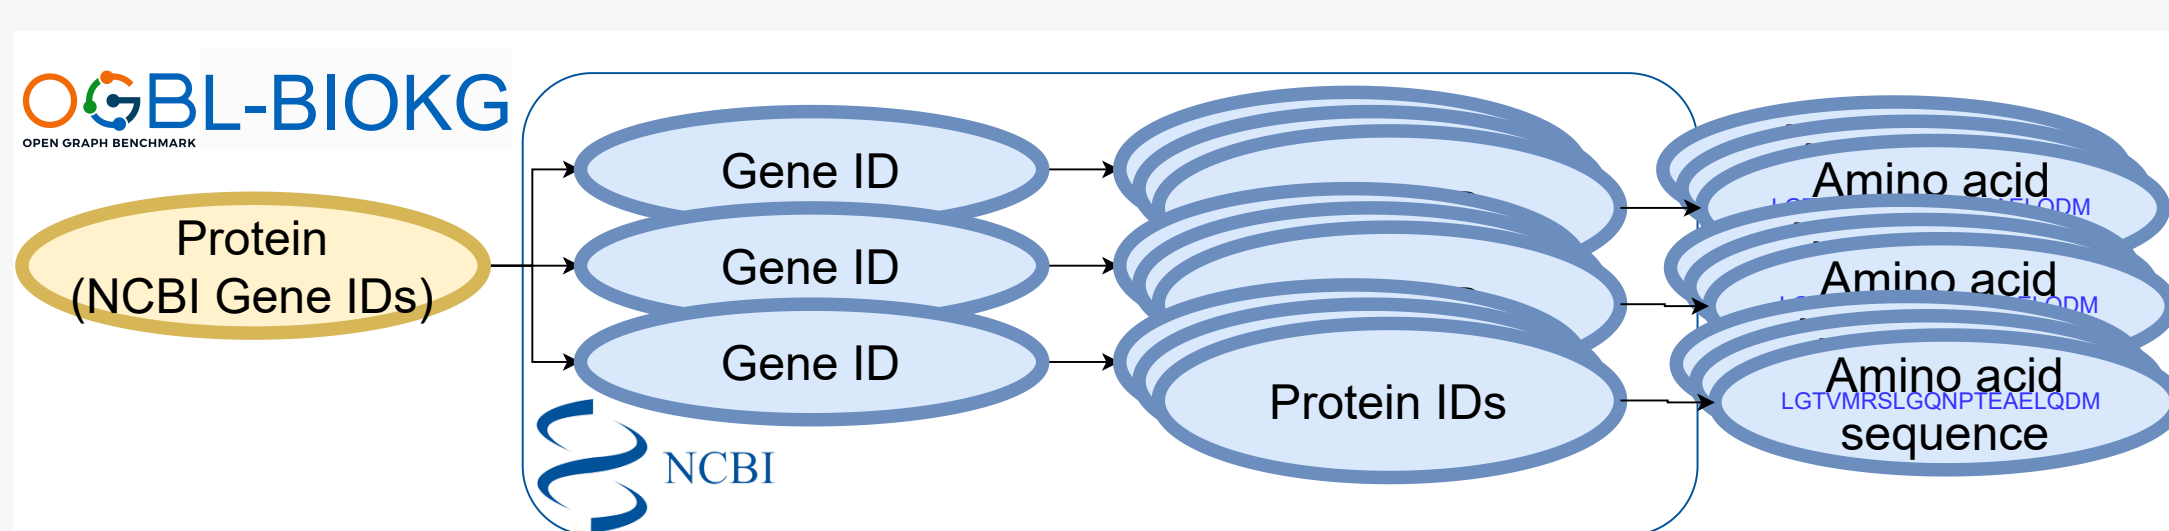 OGBL-BIOKG
OPEN GRAPH BENCHMARK
Protein
(NCBI Gene IDs)
Gene ID
Gene ID
Gene ID
Protein IDs
NCBI
Amino acid
Amino acid
Amino acid
LGTVMRSLGQNPTEAELQDM
sequence